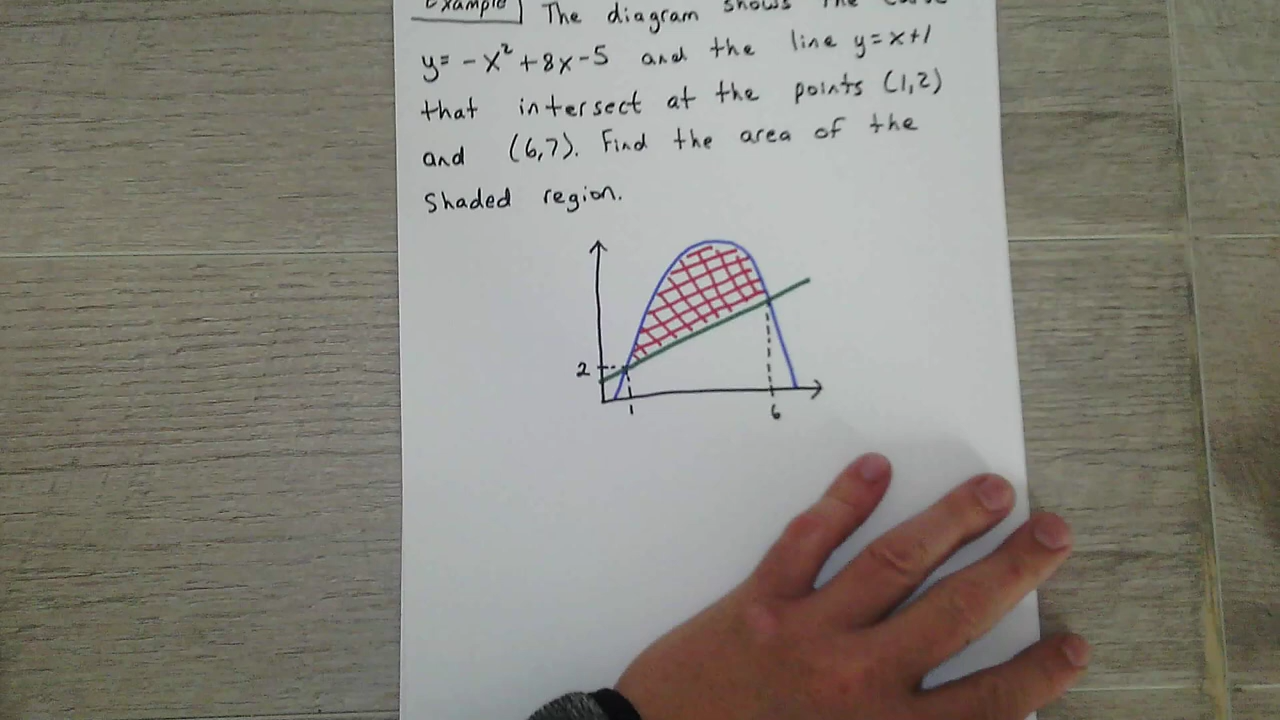 Example The diagram shows the curve
y = -x² + 8x - 5 and the line y = x+1
that intersect at the points (1,2)
and (6,7). Find the area of the
shaded region.
2
1 6